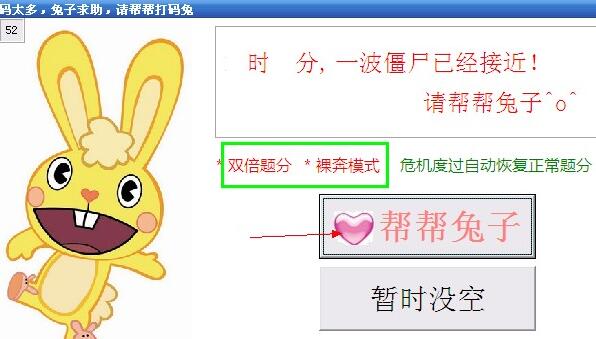 码太多，兔子求助，请帮帮打码兔
52
时 分, 一波僵尸已经接近!
请帮帮兔子^o^
* 双倍题分 * 裸奔模式 危机度过自动恢复正常题分
帮帮兔子
暂时没空